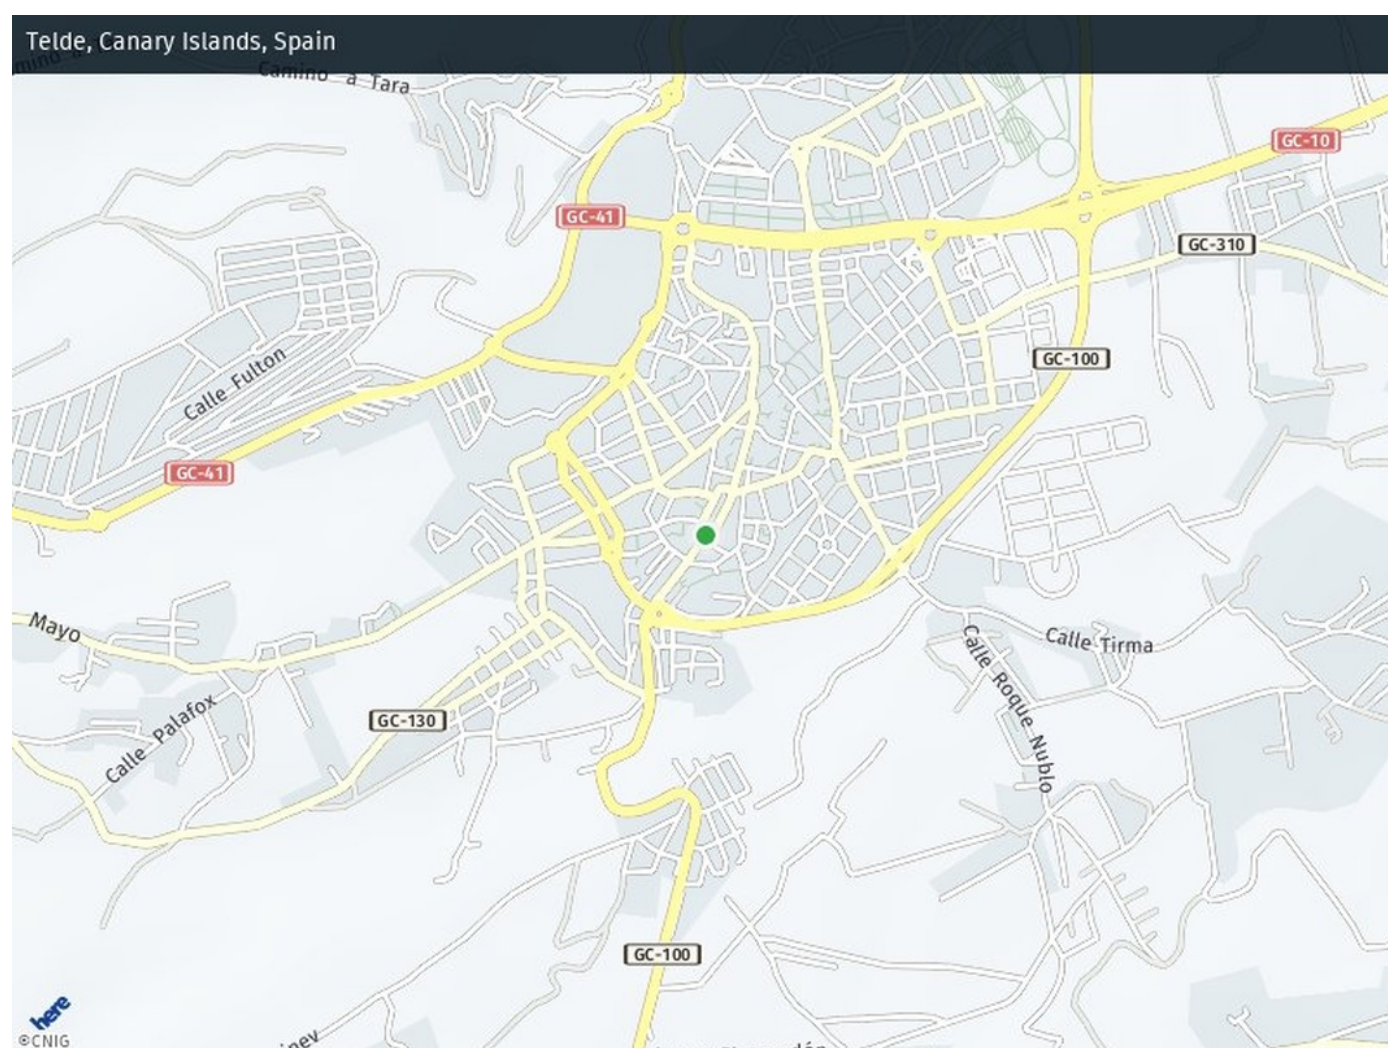 Telde, Canary Islands, Spain
Camino a Tara
GC-10
GC-41
GC-310
GC-100
Calle Fulton
GC-41
Mayo
Calle Tirma
Calle Roque Nublo
Calle Palafox
GC-130
GC-100
here
©CNIG